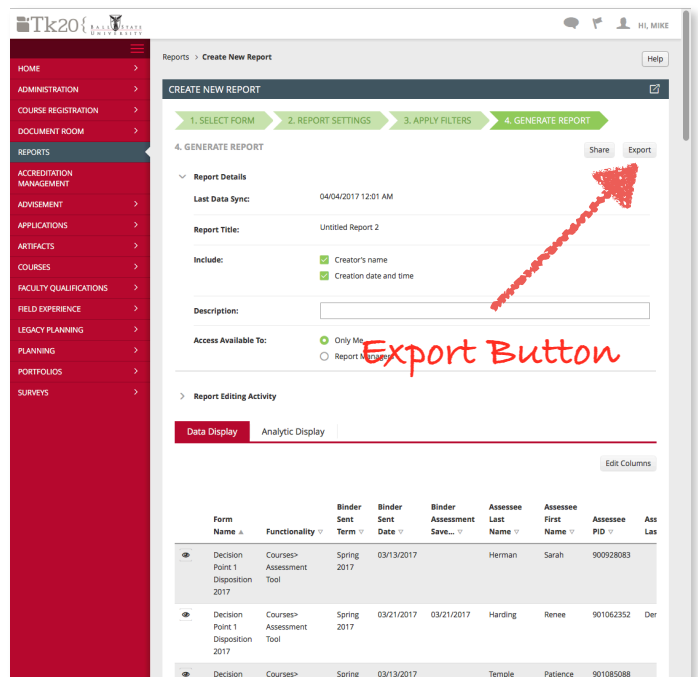 Tk20{ BALL STATE UNIVERSITY
HI, MIKE
HOME
ADMINISTRATION
COURSE REGISTRATION
DOCUMENT ROOM
REPORTS
ACCREDITATION
MANAGEMENT
ADVISEMENT
APPLICATIONS
ARTIFACTS
COURSES
FACULTY QUALIFICATIONS
FIELD EXPERIENCE
LEGACY PLANNING
PLANNING
PORTFOLIOS
SURVEYS
Reports > Create New Report
Help
CREATE NEW REPORT
1. SELECT FORM 2. REPORT SETTINGS 3. APPLY FILTERS 4. GENERATE REPORT
4. GENERATE REPORT
Share Export
Report Details
Last Data Sync: 04/04/2017 12:01 AM
Report Title: Untitled Report 2
Include: Creator's name
Creation date and time
Description:
Access Available To: Only Me
Report Managers
Export Button
Report Editing Activity
Data Display Analytic Display
Edit Columns
Form Name Functionality Binder Sent Term Binder Sent Date Binder Assessment Save... Assessee Last Name Assessee First Name Assessee PID Ass Las
Decision Point 1 Disposition 2017 Courses> Assessment Tool Spring 2017 03/13/2017 Herman Sarah 900928083
Decision Point 1 Disposition 2017 Courses> Assessment Tool Spring 2017 03/21/2017 03/21/2017 Harding Renee 901062352 Der
Decision Courses> Spring 03/13/2017 Temple Patience 901085088